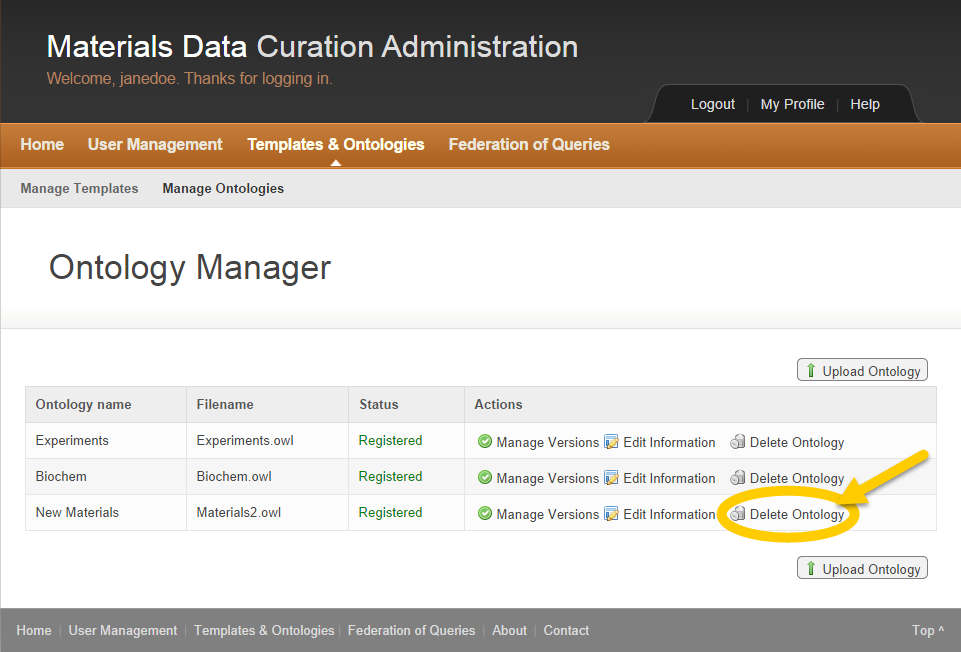 Materials Data Curation Administration
Welcome, janedoe. Thanks for logging in.
Logout | My Profile | Help
Home User Management Templates & Ontologies Federation of Queries
Manage Templates Manage Ontologies
Ontology Manager
Upload Ontology
Ontology name Filename Status Actions
Experiments Experiments.owl Registered Manage Versions Edit Information Delete Ontology
Biochem Biochem.owl Registered Manage Versions Edit Information Delete Ontology
New Materials Materials2.owl Registered Manage Versions Edit Information Delete Ontology
Upload Ontology
Home | User Management | Templates & Ontologies | Federation of Queries | About | Contact Top ^